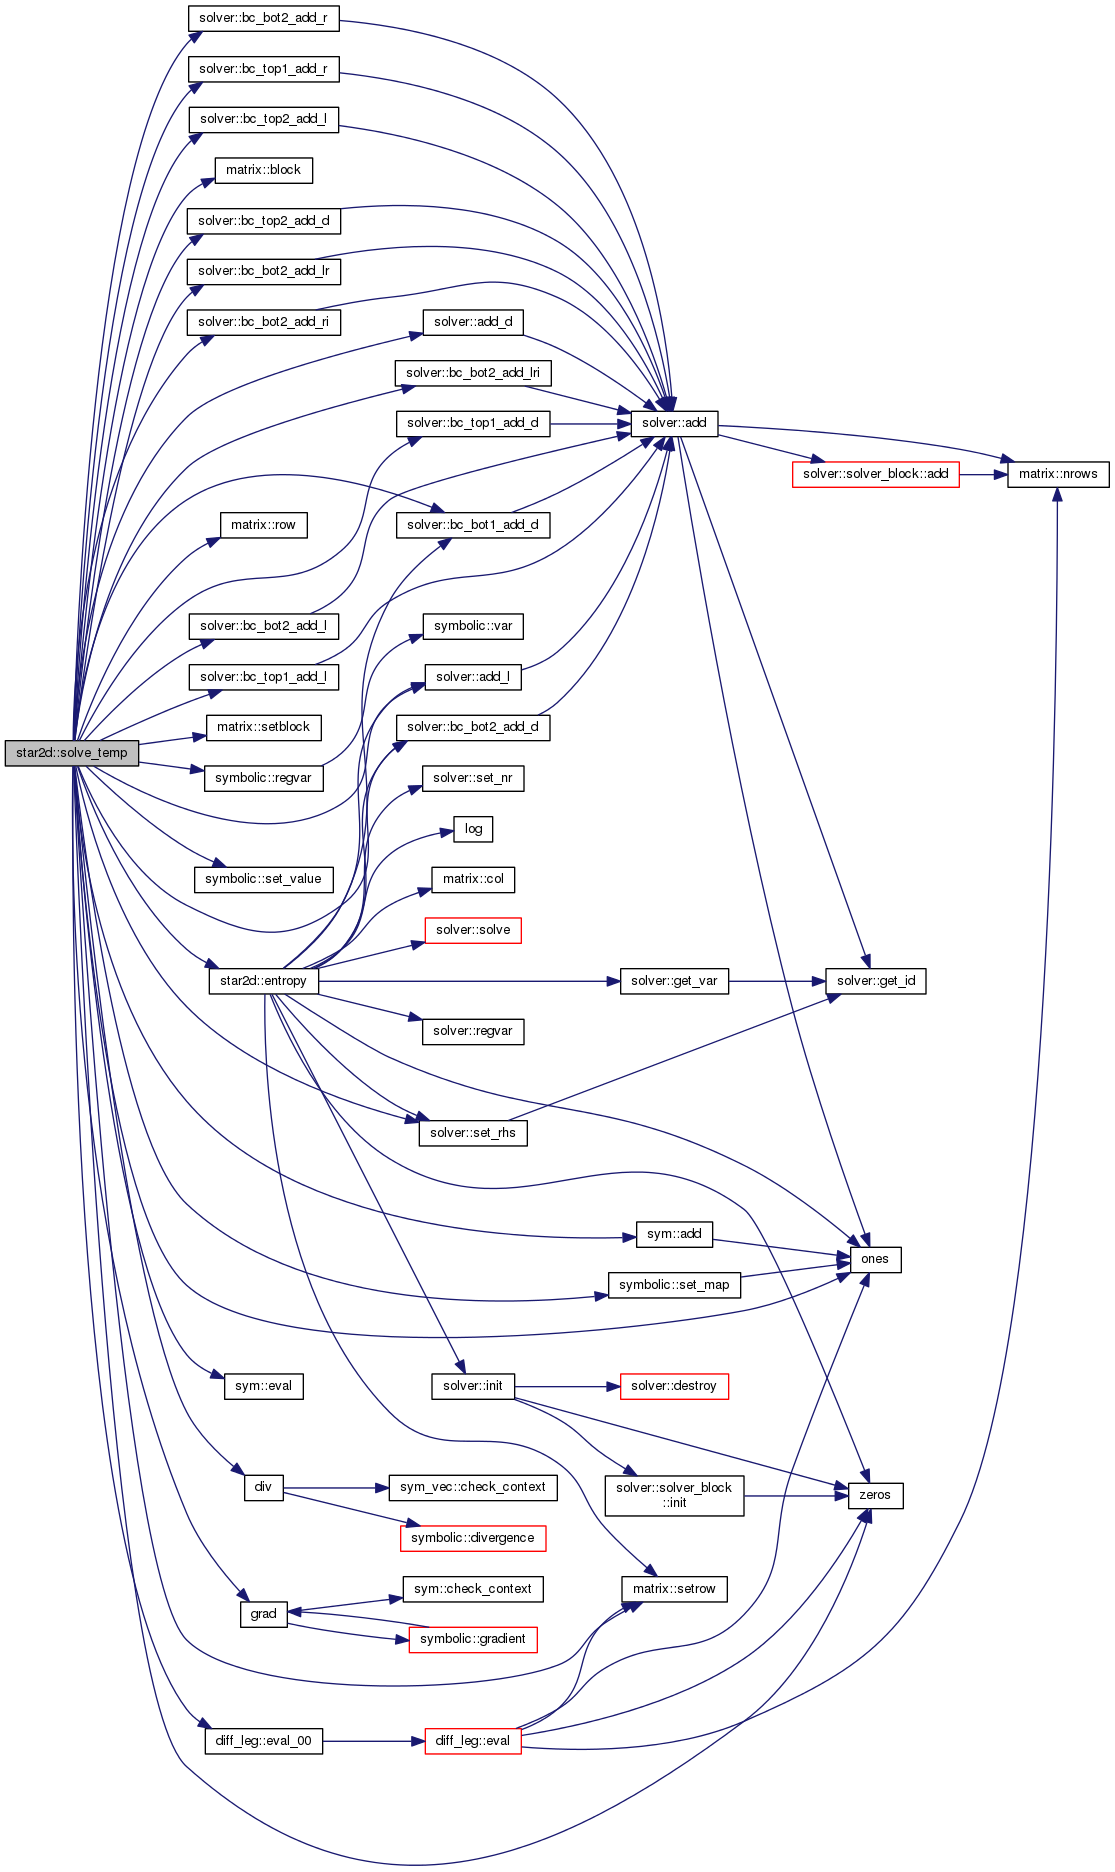 solver::bc_bot2_add_r
solver::bc_top1_add_r
solver::bc_top2_add_l
matrix::block
solver::bc_top2_add_d
solver::bc_bot2_add_lr
solver::bc_bot2_add_ri
solver::add_d
solver::bc_bot2_add_lri
solver::bc_top1_add_d
solver::add
solver::solver_block::add
matrix::nrows
matrix::row
solver::bc_bot1_add_d
solver::bc_bot2_add_l
symbolic::var
solver::bc_top1_add_l
solver::add_l
matrix::setblock
solver::bc_bot2_add_d
star2d::solve_temp
symbolic::regvar
solver::set_nr
log
symbolic::set_value
matrix::col
solver::solve
star2d::entropy
solver::get_var
solver::get_id
solver::regvar
solver::set_rhs
sym::add
ones
symbolic::set_map
sym::eval
solver::init
solver::destroy
div
sym_vec::check_context
solver::solver_block
::init
zeros
symbolic::divergence
sym::check_context
matrix::setrow
grad
symbolic::gradient
diff_leg::eval_00
diff_leg::eval